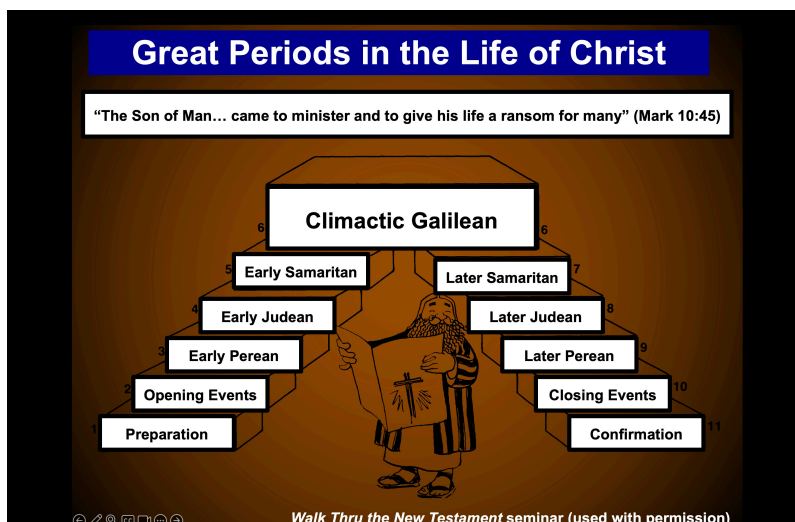 Great Periods in the Life of Christ
“The Son of Man… came to minister and to give his life a ransom for many” (Mark 10:45)
Climactic Galilean
6
6
5
Early Samaritan
Later Samaritan
7
4
Early Judean
Later Judean
8
3
Early Perean
Later Perean
9
2
Opening Events
Closing Events
10
1
Preparation
Confirmation
11
Walk Thru the New Testament seminar (used with permission)